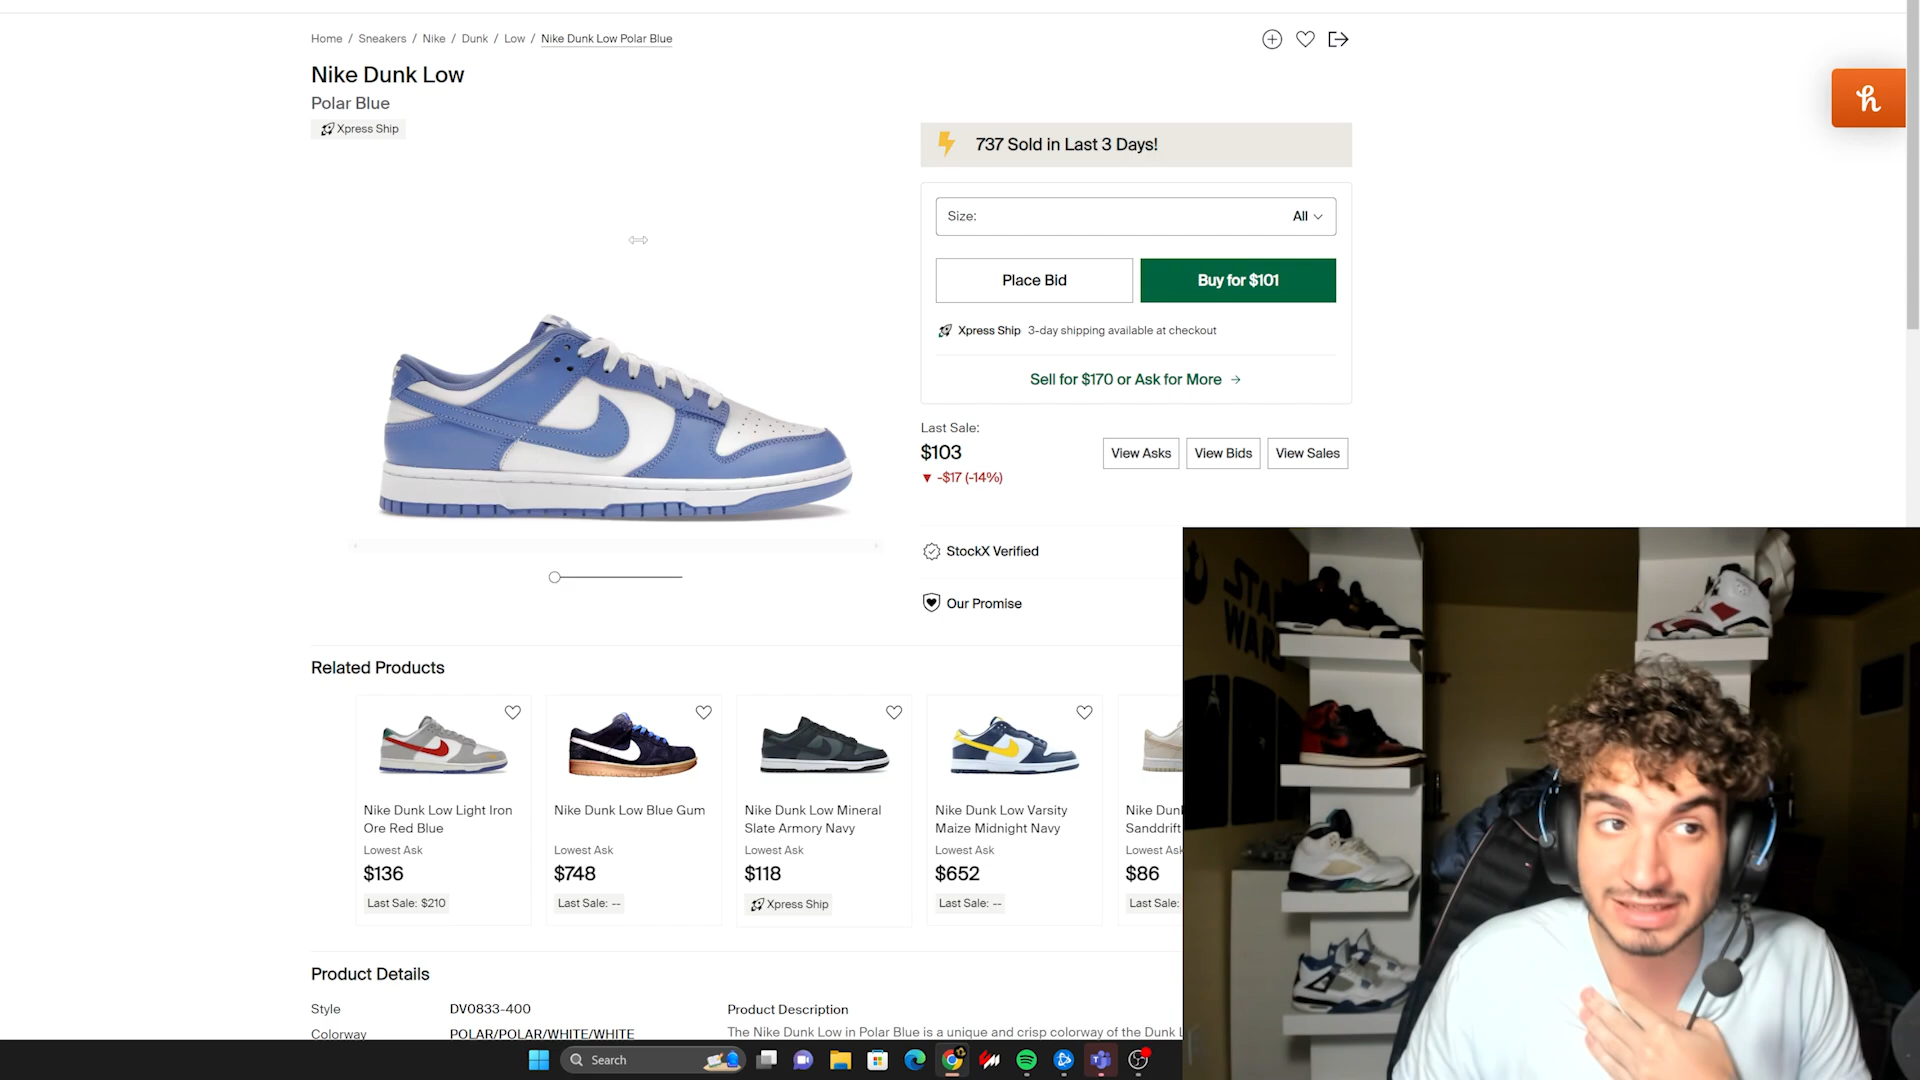 Home / Sneakers / Nike / Dunk / Low / Nike Dunk Low Polar Blue
Nike Dunk Low
Polar Blue
Xpress Ship
737 Sold in Last 3 Days!
Size: All
Place Bid
Buy for $101
Xpress Ship 3-day shipping available at checkout
Sell for $170 or Ask for More →
Last Sale:
$103
▼ -$17 (-14%)
View Asks
View Bids
View Sales
StockX Verified
Our Promise
STAR
WARS
Related Products
Nike Dunk Low Light Iron
Ore Red Blue
Lowest Ask
$136
Last Sale: $210
Nike Dunk Low Blue Gum
Lowest Ask
$748
Last Sale: --
Nike Dunk Low Mineral
Slate Armory Navy
Lowest Ask
$118
Xpress Ship
Nike Dunk Low Varsity
Maize Midnight Navy
Lowest Ask
$652
Last Sale: --
Nike Dun
Sanddrift
Lowest Ask
$86
Last Sale:
Product Details
Style DV0833-400
Colorway POLAR/POLAR/WHITE/WHITE
Product Description
The Nike Dunk Low in Polar Blue is a unique and crisp colorway of the Dunk L
Search